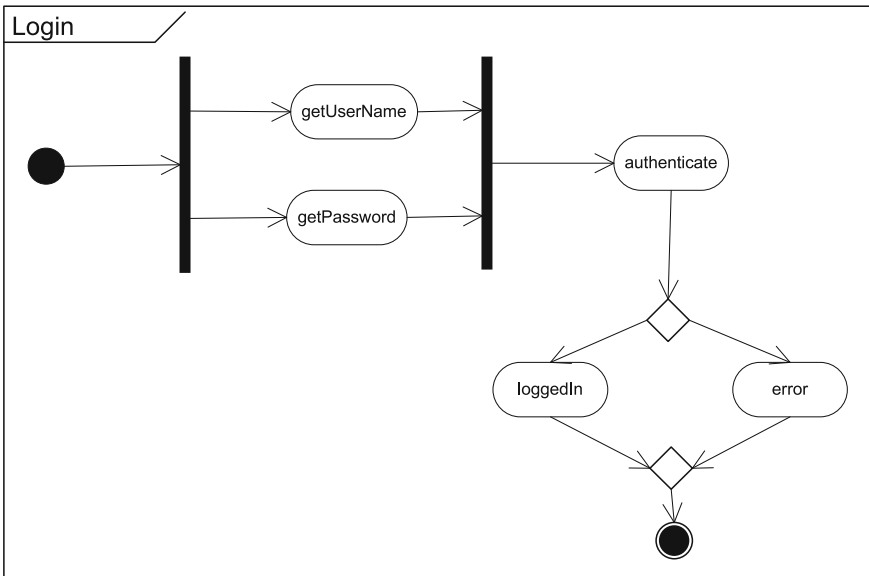 Login
getUserName
getPassword
authenticate
loggedIn
error